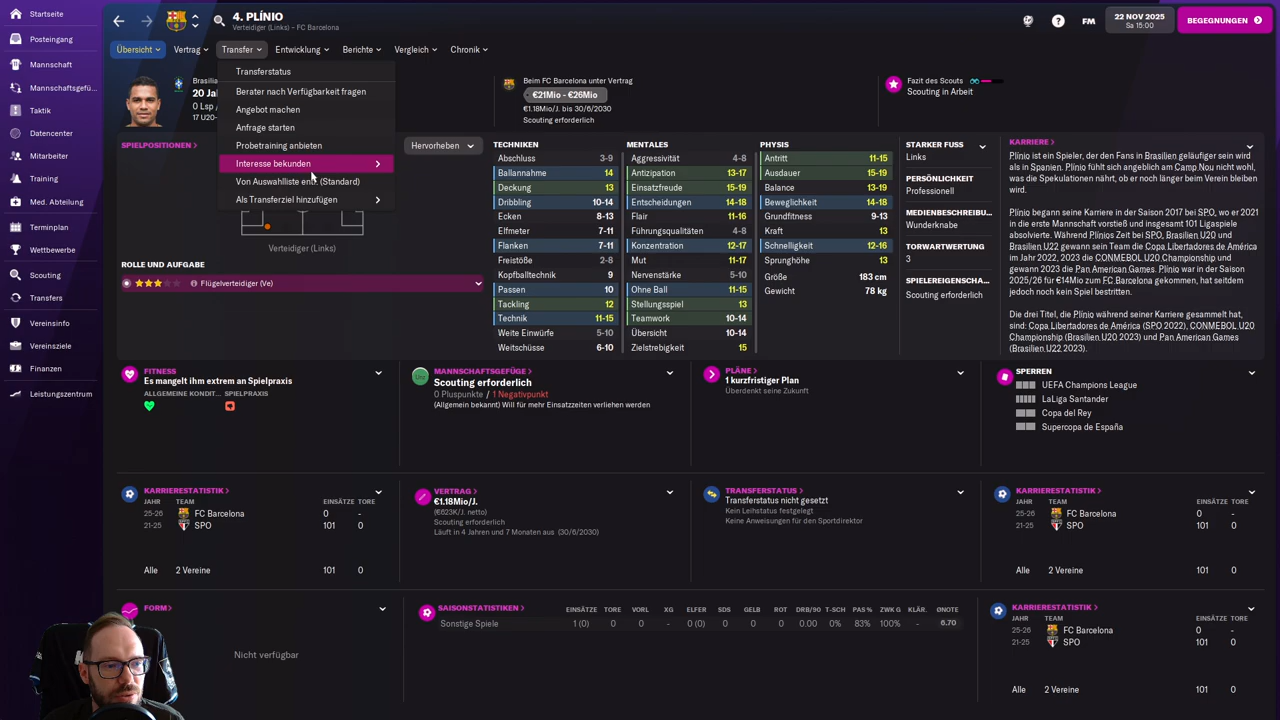 Startseite
Posteingang
Mannschaft
Mannschaftsgefü...
Taktik
Datencenter
Mitarbeiter
Training
Med. Abteilung
Terminplan
Wettbewerbe
Scouting
Transfers
Vereinsinfo
Vereinsziele
Finanzen
Leistungszentrum
4. PLÍNIO
Verteidiger (Links) – FC Barcelona
FM
22 NOV 2025
Sa 15:00
BEGEGNUNGEN
Übersicht
Vertrag
Transfer
Entwicklung
Berichte
Vergleich
Chronik
Transferstatus
Berater nach Verfügbarkeit fragen
Angebot machen
Anfrage starten
Probetraining anbieten
Interesse bekunden
Von Auswahlliste entf. (Standard)
Als Transferziel hinzufügen
Beim FC Barcelona unter Vertrag
€21Mio - €26Mio
€1.18Mio/J. bis 30/6/2030
Scouting erforderlich
Fazit des Scouts
Scouting in Arbeit
SPIELPOSITIONEN
Verteidiger (Links)
ROLLE UND AUFGABE
Flügelverteidiger (Ve)
Hervorheben
TECHNIKEN
Abschluss 3-9
Ballannahme 14
Deckung 13
Dribbling 10-14
Ecken 8-13
Elfmeter 7-11
Flanken 7-11
Freistöße 2-8
Kopfballtechnik 9
Passen 10
Tackling 12
Technik 11-15
Weite Einwürfe 5-10
Weitschüsse 6-10
MENTALES
Aggressivität 4-8
Antizipation 13-17
Einsatzfreude 15-19
Entscheidungen 14-18
Flair 11-16
Führungsqualitäten 4-8
Konzentration 12-17
Mut 11-17
Nervenstärke 5-10
Ohne Ball 11-15
Stellungsspiel 13
Teamwork 10-14
Übersicht 10-14
Zielstrebigkeit 15
PHYSIS
Antritt 11-15
Ausdauer 15-19
Balance 13-19
Beweglichkeit 14-18
Grundfitness 9-13
Kraft 13
Schnelligkeit 12-16
Sprunghöhe 13
Größe 183 cm
Gewicht 78 kg
STARKER FUSS
Links
PERSÖNLICHKEIT
Professionell
MEDIENBESCHREIBU...
Wunderknabe
TORWARTWERTUNG
3
SPIELEREIGENSCHA...
Scouting erforderlich
KARRIERE
Plínio ist ein Spieler, der den Fans in Brasilien geläufiger sein wird
als in Spanien. Plínio fühlt sich angeblich am Camp Nou nicht wohl,
was die Spekulationen nährt, ob er noch länger beim Verein bleiben
wird.
Plínio begann seine Karriere in der Saison 2017 bei SPO, wo er 2021
in die erste Mannschaft vorstieß und insgesamt 101 Ligaspiele
absolvierte. Während Plínios Zeit bei SPO, Brasilien U20 und
Brasilien U22 gewann sein Team die Copa Libertadores de América
im Jahr 2022, 2023 die CONMEBOL U20 Championship und
gewann 2023 die Pan American Games. Plínio war in der Saison
2025/26 für €14Mio zum FC Barcelona gekommen, hat seitdem
jedoch noch kein Spiel bestritten.
Die drei Titel, die Plínio während seiner Karriere gesammelt hat,
sind: Copa Libertadores de América (SPO 2022), CONMEBOL U20
Championship (Brasilien U20 2023) und Pan American Games
(Brasilien U22 2023).
FITNESS
Es mangelt ihm extrem an Spielpraxis
ALLGEMEINE KONDIT... SPIELPRAXIS
MANNSCHAFTSGEFÜGE
Scouting erforderlich
0 Pluspunkte / 1 Negativpunkt
(Allgemein bekannt) Will für mehr Einsatzzeiten verliehen werden
PLÄNE
1 kurzfristiger Plan
Überdenkt seine Zukunft
SPERREN
UEFA Champions League
LaLiga Santander
Copa del Rey
Supercopa de España
KARRIERESTATISTIK
JAHR TEAM EINSÄTZE TORE
25-26 FC Barcelona 0 -
21-25 SPO 101 0
Alle 2 Vereine 101 0
VERTRAG
€1.18Mio/J.
(€623K/J. netto)
Scouting erforderlich
Läuft in 4 Jahren und 7 Monaten aus (30/6/2030)
TRANSFERSTATUS
Transferstatus nicht gesetzt
Kein Leihstatus festgelegt
Keine Anweisungen für den Sportdirektor
KARRIERESTATISTIK
JAHR TEAM EINSÄTZE TORE
25-26 FC Barcelona 0 -
21-25 SPO 101 0
Alle 2 Vereine 101 0
FORM
Nicht verfügbar
SAISONSTATISTIKEN EINSÄTZE TORE VORL XG ELFER SDS GELB ROT DRB/90 T-SCH PAS % ZWK G KLÄR. ØNOTE
Sonstige Spiele 1 (0) 0 0 - 0 (0) 0 0 0 0.00 0% 83% 100% - 6.70
KARRIERESTATISTIK
JAHR TEAM EINSÄTZE TORE
25-26 FC Barcelona 0 -
21-25 SPO 101 0
Alle 2 Vereine 101 0